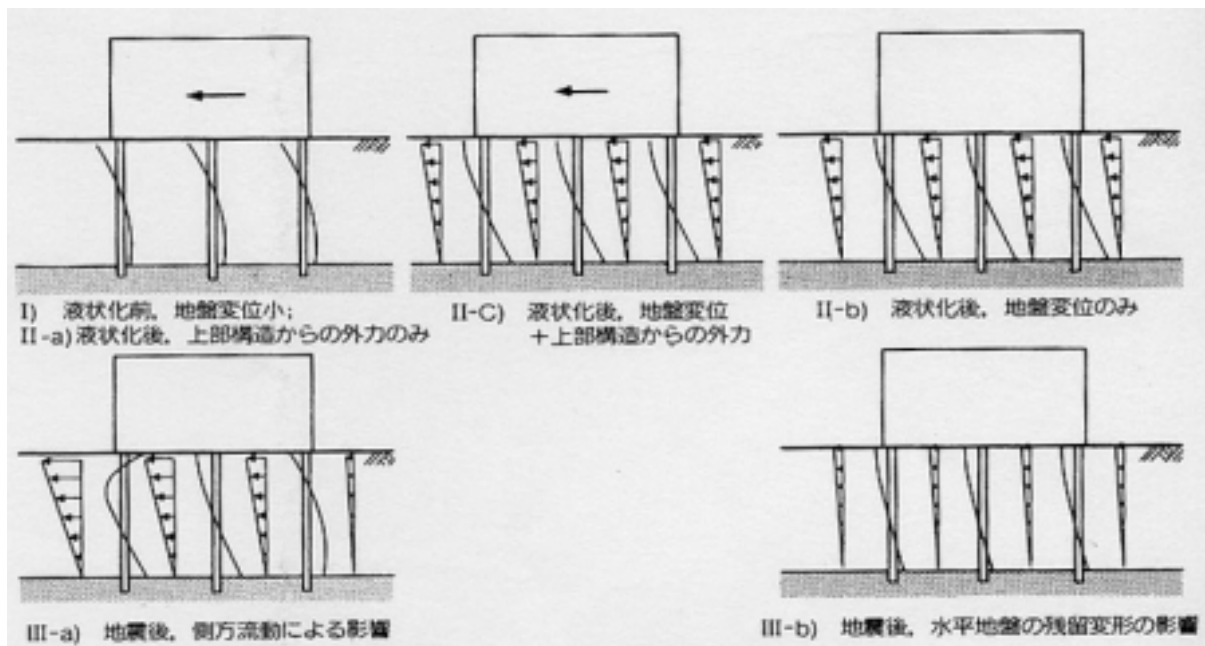 I) 液状化前, 地盤変位小;
II-a) 液状化後, 上部構造からの外力のみ
II-C) 液状化後, 地盤変位
+上部構造からの外力
II-b) 液状化後, 地盤変位のみ
III-a) 地震後, 側方流動による影響
III-b) 地震後, 水平地盤の残留変形の影響